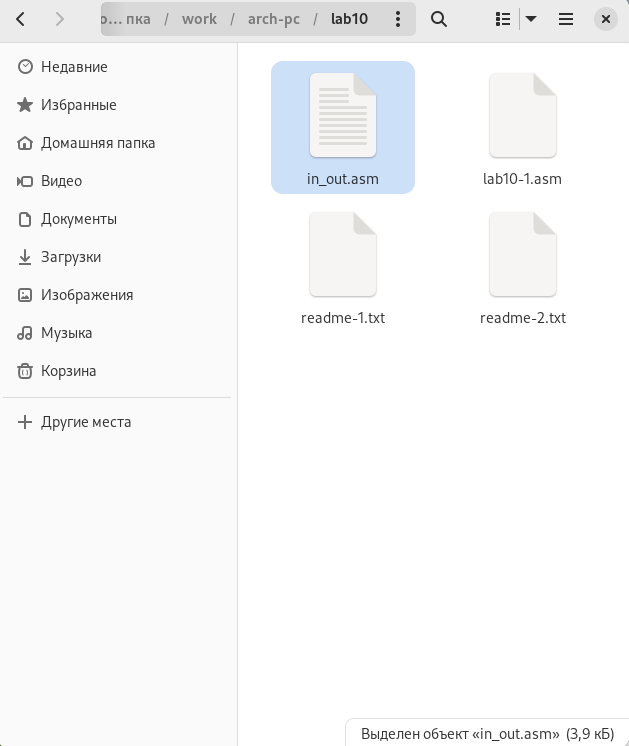 пка / work / arch-pc / lab10
Недавние
Избранные
Домашняя папка
Видео
Документы
Загрузки
Изображения
Музыка
Корзина
Другие места
in_out.asm
lab10-1.asm
readme-1.txt
readme-2.txt
Выделен объект «in_out.asm» (3,9 кБ)